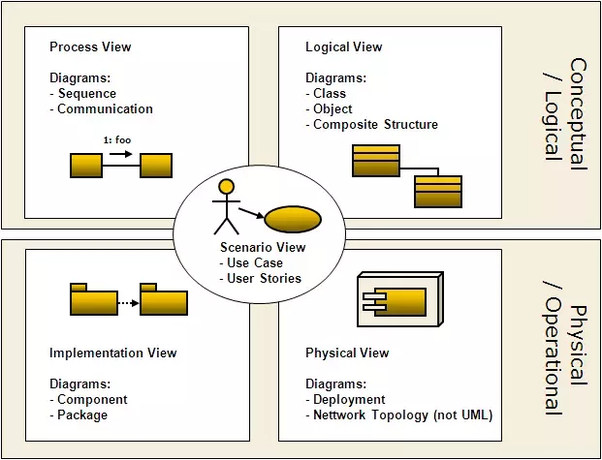 Process View
Diagrams:
- Sequence
- Communication
1: foo
Logical View
Diagrams:
- Class
- Object
- Composite Structure
Conceptual
/ Logical
Scenario View
- Use Case
- User Stories
Implementation View
Diagrams:
- Component
- Package
Physical View
Diagrams:
- Deployment
- Nettwork Topology (not UML)
Physical
/ Operational